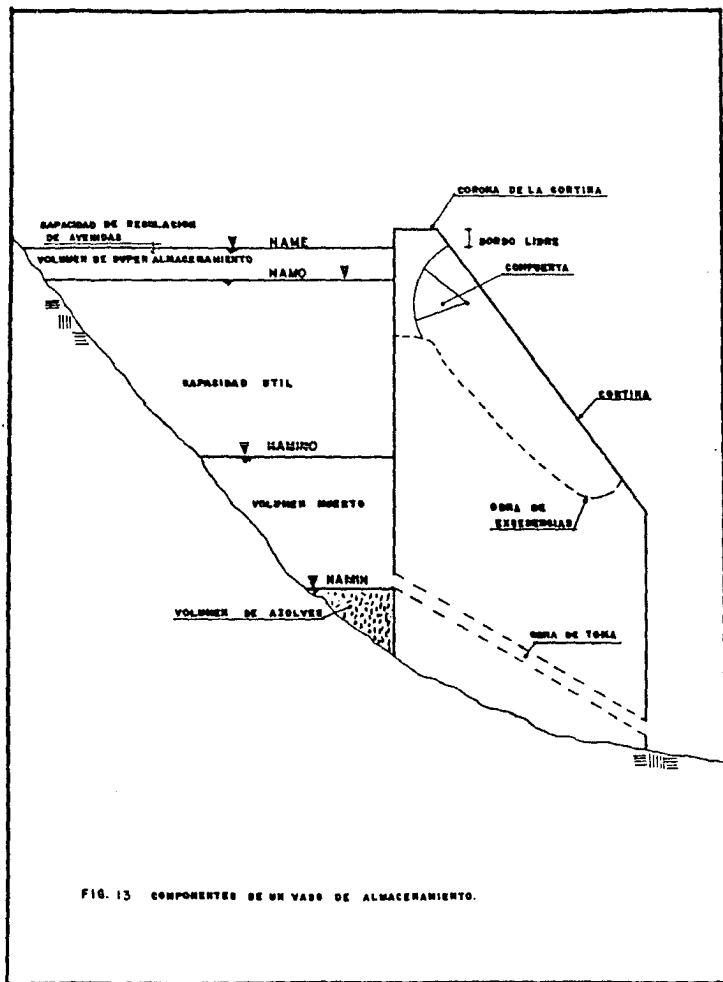 CORONA DE LA CORTINA
CAPACIDAD DE REGULACION
DE AVENIDAS
NAME
BORDO LIBRE
VOLUMEN DE SUPER ALMACENAMIENTO
NAMO
COMPUERTA
CAPACIDAD UTIL
CORTINA
NAMINO
VOLUMEN MUERTO
OBRA DE
EXSEDENCIAS
NAMIN
VOLUMEN DE AZOLVES
OBRA DE TOMA
FIG. 13 COMPONENTES DE UN VASO DE ALMACENAMIENTO.